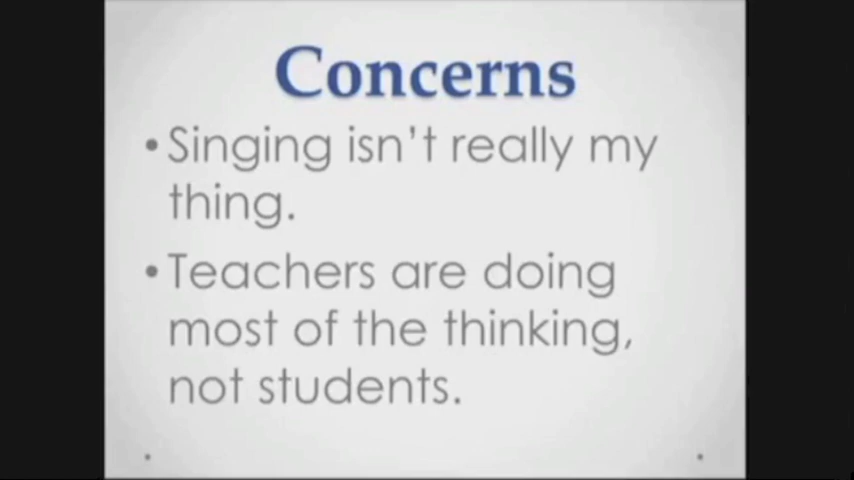 Concerns
•Singing isn't really my
thing.
•Teachers are doing
most of the thinking,
not students.